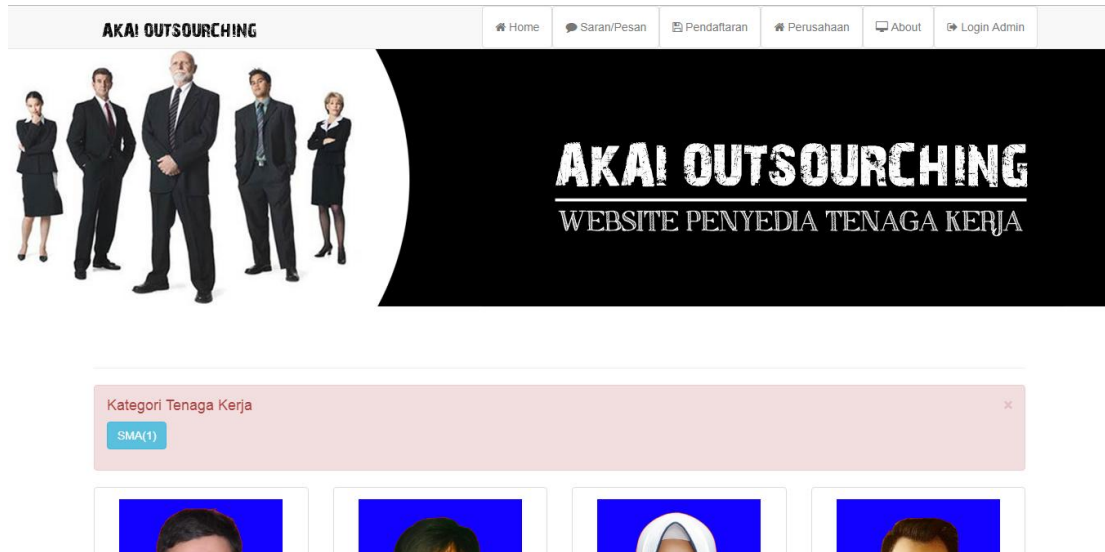 AKAI OUTSOURCHING
Home
Saran/Pesan
Pendaftaran
Perusahaan
About
Login Admin
AKAI OUTSOURCHING
WEBSITE PENYEDIA TENAGA KERJA
Kategori Tenaga Kerja
×
SMA(1)